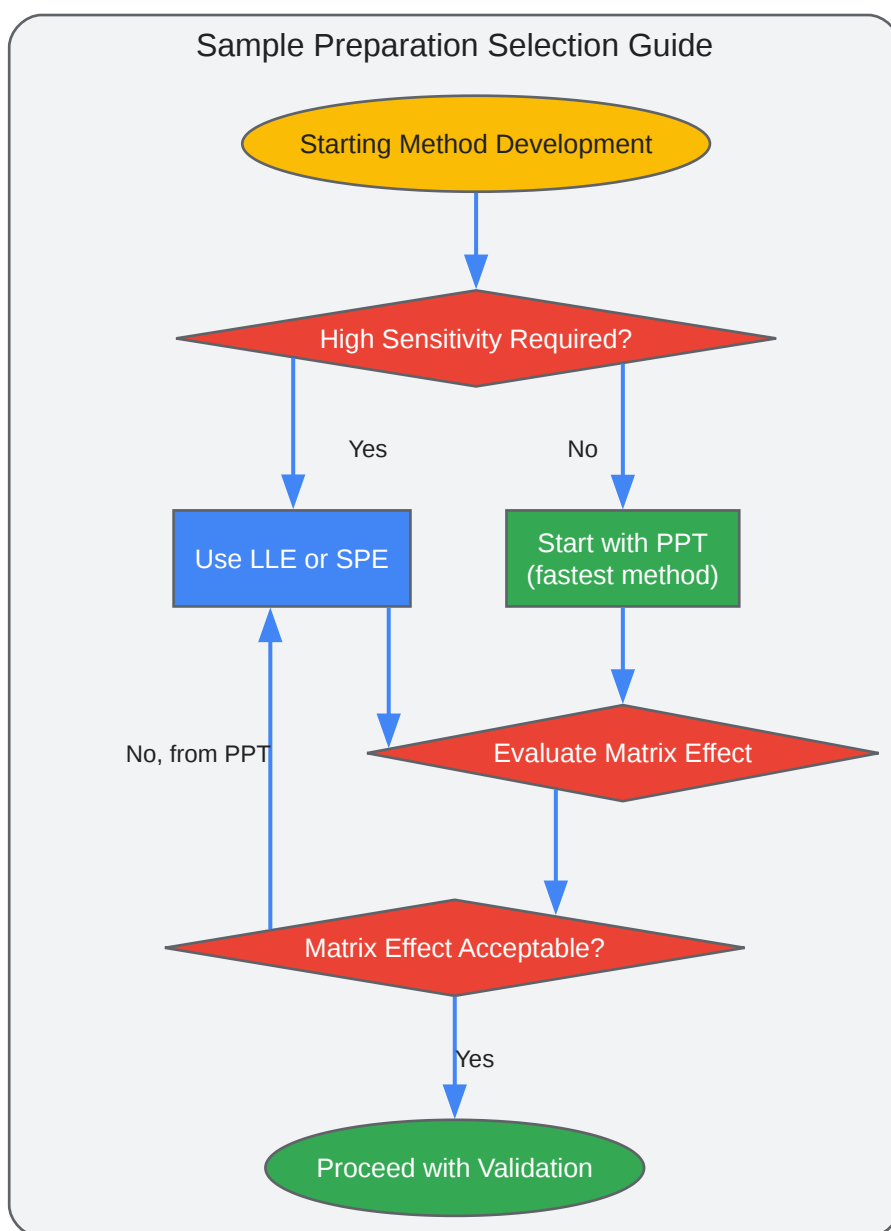 Sample Preparation Selection Guide
Starting Method Development
High Sensitivity Required?
Yes
No
Use LLE or SPE
Start with PPT
(fastest method)
No, from PPT
Evaluate Matrix Effect
Matrix Effect Acceptable?
Yes
Proceed with Validation